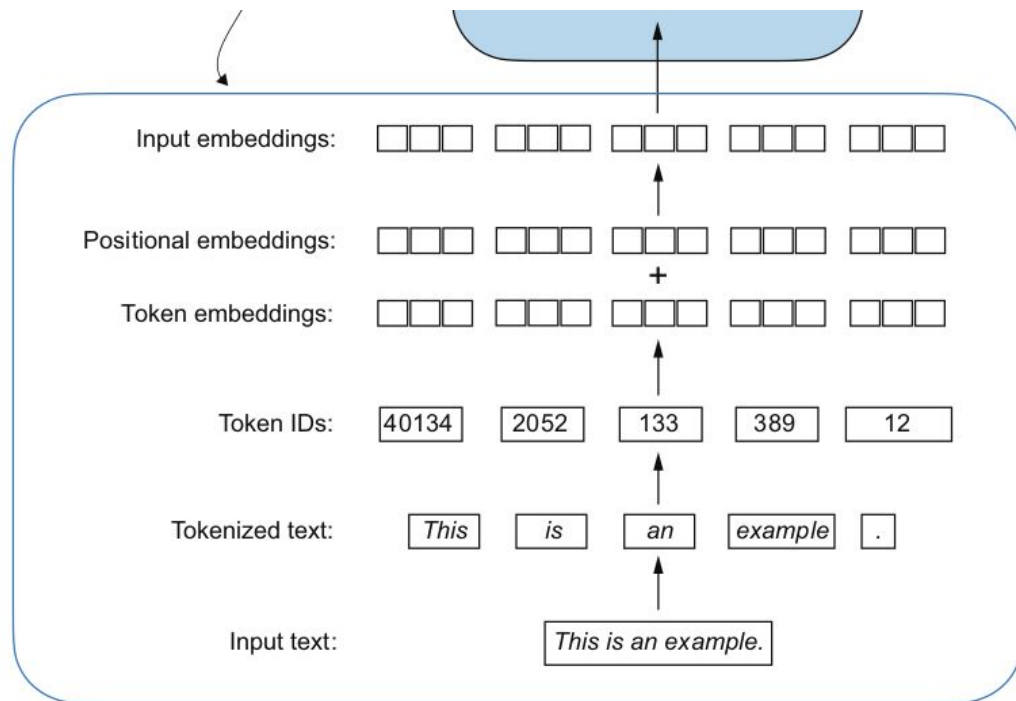 Input embeddings:
Positional embeddings:
+
Token embeddings:
Token IDs: 40134 2052 133 389 12
Tokenized text: This is an example .
Input text: This is an example.